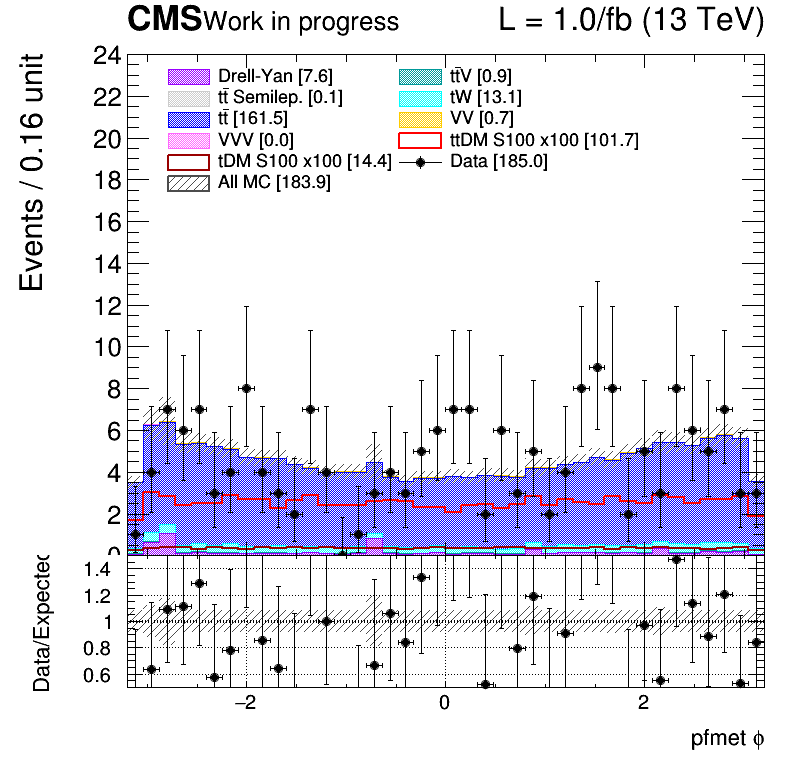 CMS Work in progress L = 1.0/fb (13 TeV)
Events / 0.16 unit
24
22
20
18
16
14
12
10
8
6
4
2
0
Drell-Yan [7.6] tt̄V [0.9]
tt̄ Semilep. [0.1] tW [13.1]
tt̄ [161.5] VV [0.7]
VVV [0.0] ttDM S100 x100 [101.7]
tDM S100 x100 [14.4] Data [185.0]
All MC [183.9]
Data/Expected
1.4
1.2
1
0.8
0.6
−2 0 2
pfmet ϕ